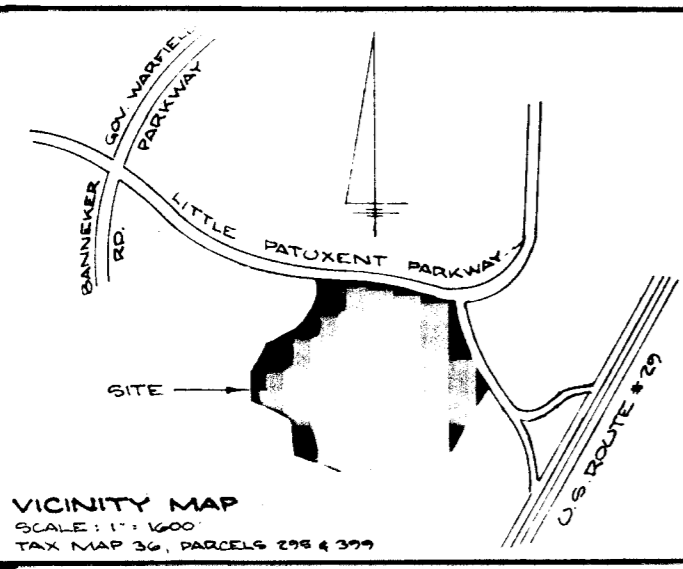 GOV. WARFIELD
PARKWAY
BANNEKER
RD.
LITTLE PATUXENT PARKWAY
SITE
U.S. ROUTE #29
VICINITY MAP
SCALE: 1": 1600'
TAX MAP 36, PARCELS 298 & 399